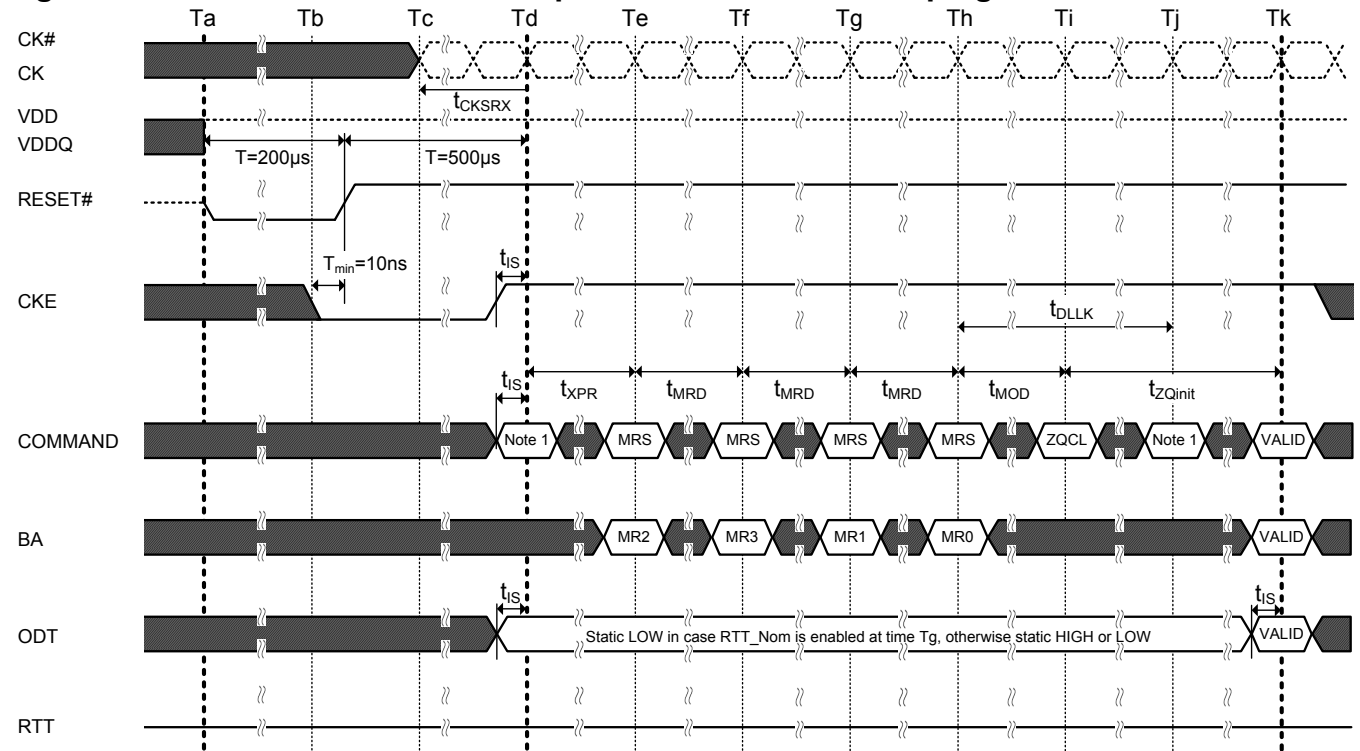 Ta Tb Tc Td Te Tf Tg Th Ti Tj Tk
CK#
CK
tCKSRX
VDD
VDDQ
T=200µs T=500µs
RESET#
Tmin=10ns tIS
CKE
tDLLK
tIS tXPR tMRD tMRD tMRD tMOD tZQinit
COMMAND Note 1 MRS MRS MRS MRS ZQCL Note 1 VALID
BA MR2 MR3 MR1 MR0 VALID
tIS tIS
ODT Static LOW in case RTT_Nom is enabled at time Tg, otherwise static HIGH or LOW VALID
RTT